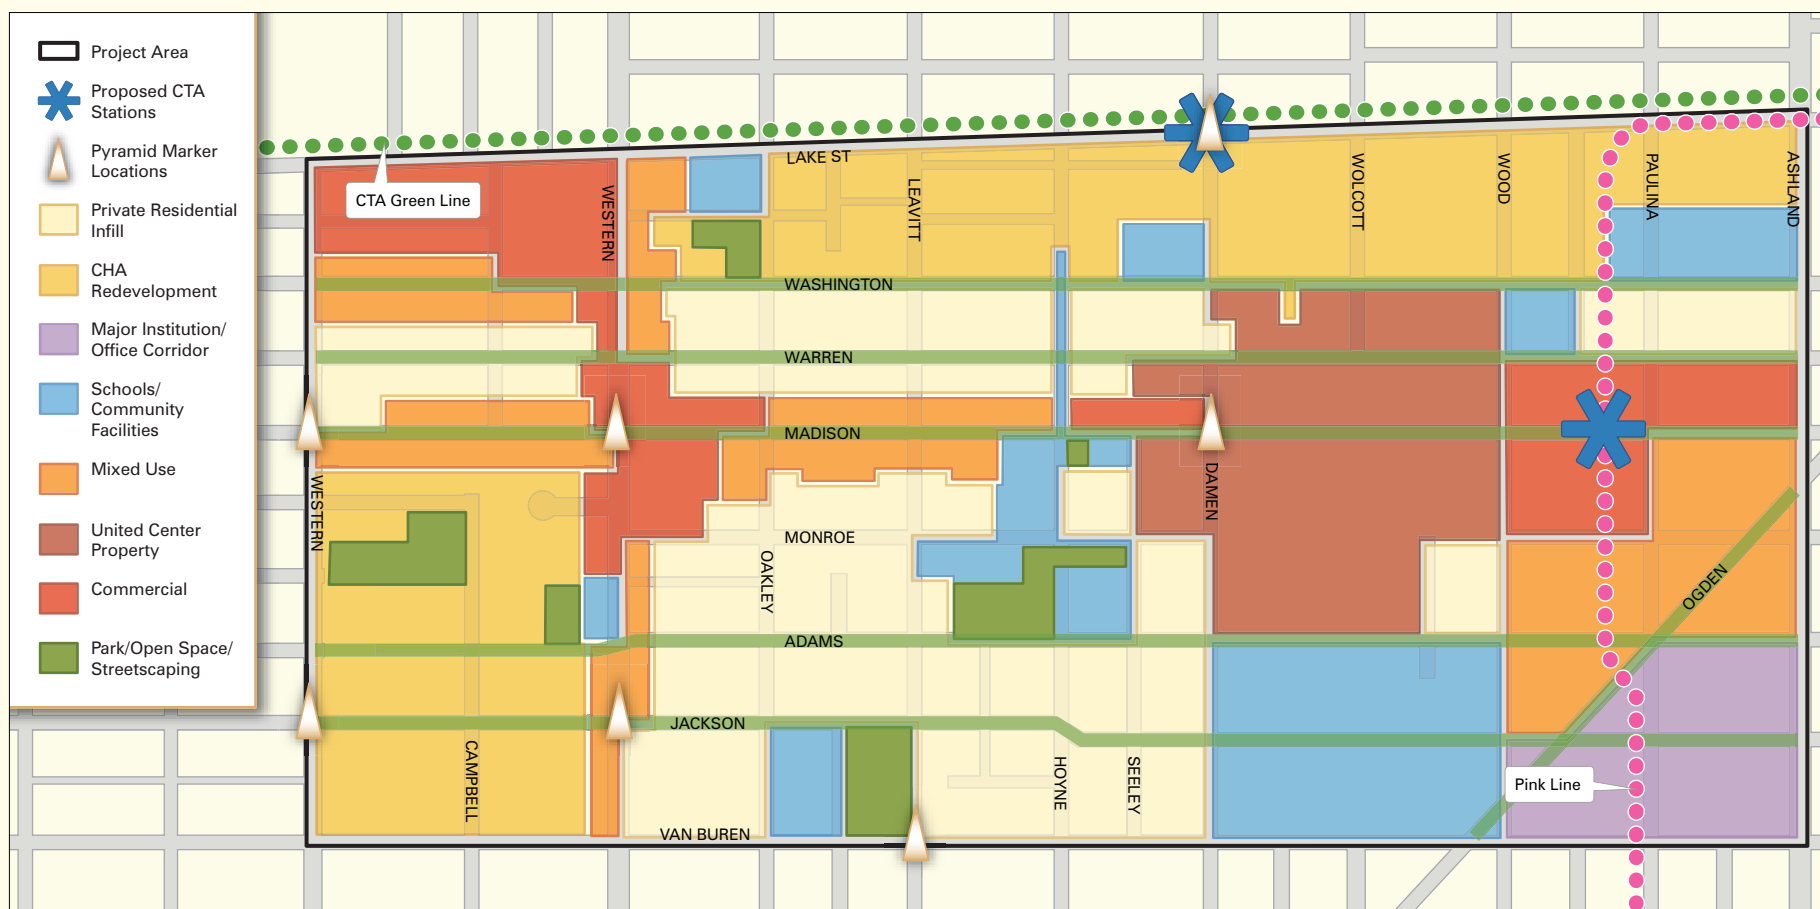 Project Area
Proposed CTA
Stations
Pyramid Marker
Locations
Private Residential
Infill
CHA
Redevelopment
Major Institution/
Office Corridor
Schools/
Community
Facilities
Mixed Use
United Center
Property
Commercial
Park/Open Space/
Streetscaping
CTA Green Line
LAKE ST
WESTERN
LEAVITT
WOLCOTT
WOOD
PAULINA
ASHLAND
WASHINGTON
WARREN
MADISON
WESTERN
DAMEN
MONROE
OAKLEY
OGDEN
ADAMS
JACKSON
CAMPBELL
HOYNE
SEELEY
Pink Line
VAN BUREN